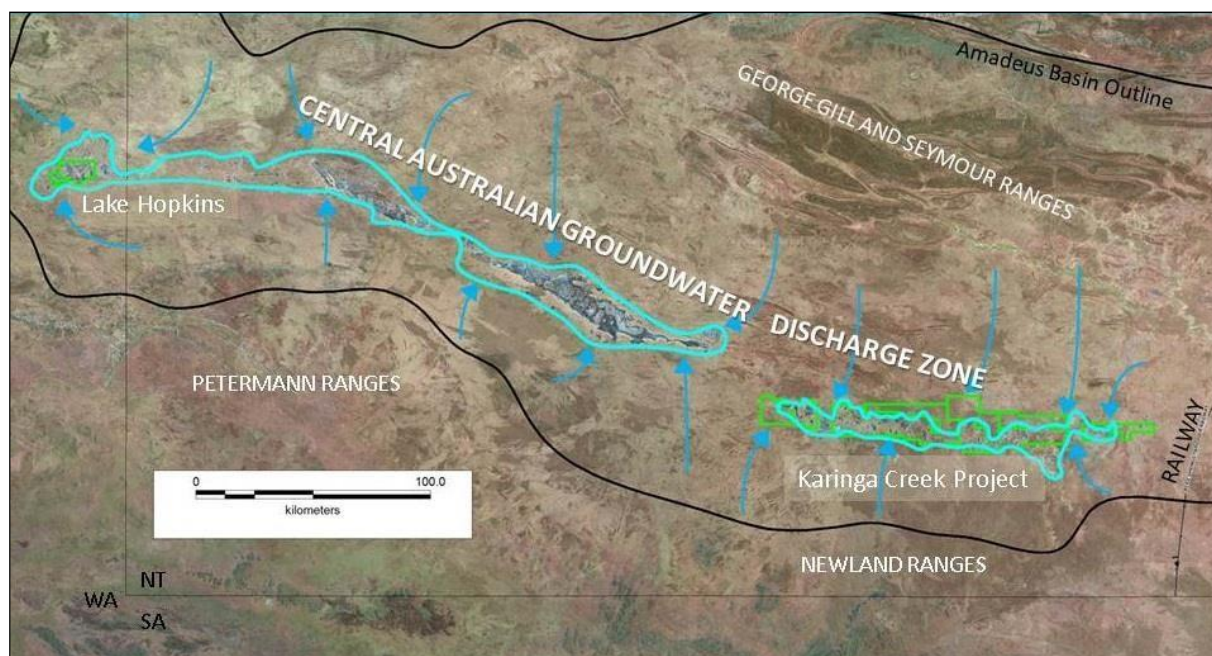 Amadeus Basin Outline
GEORGE GILL AND SEYMOUR RANGES
CENTRAL AUSTRALIAN GROUNDWATER DISCHARGE ZONE
Lake Hopkins
PETERMANN RANGES
Karinga Creek Project
RAILWAY
0 100.0
kilometers
NEWLAND RANGES
NT
WA
SA